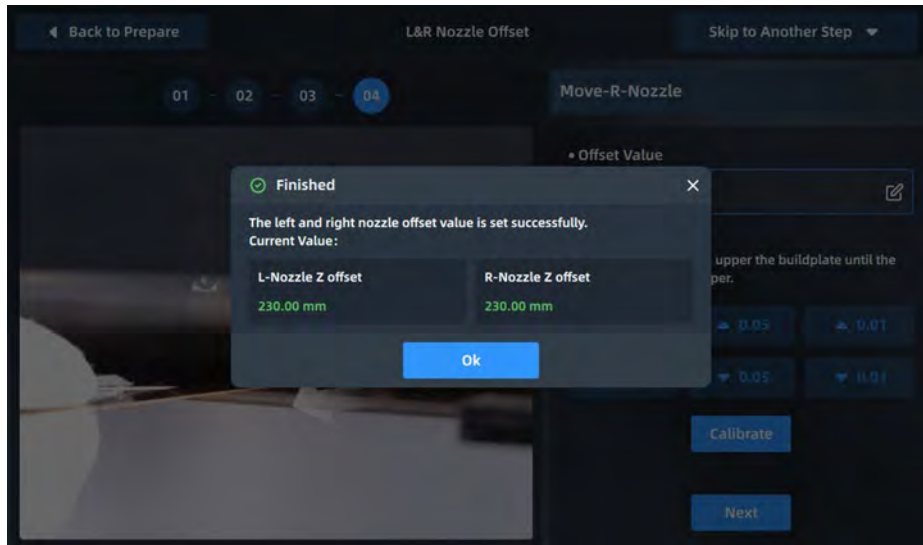 Back to Prepare
L&R Nozzle Offset
Skip to Another Step
01 - 02 - 03 - 04
Move-R-Nozzle
• Offset Value
Finished
The left and right nozzle offset value is set successfully.
Current Value:
L-Nozzle Z offset
R-Nozzle Z offset
230.00 mm
230.00 mm
upper the buildplate until the
per.
0.05
0.01
Ok
0.05
0.01
Calibrate
Next